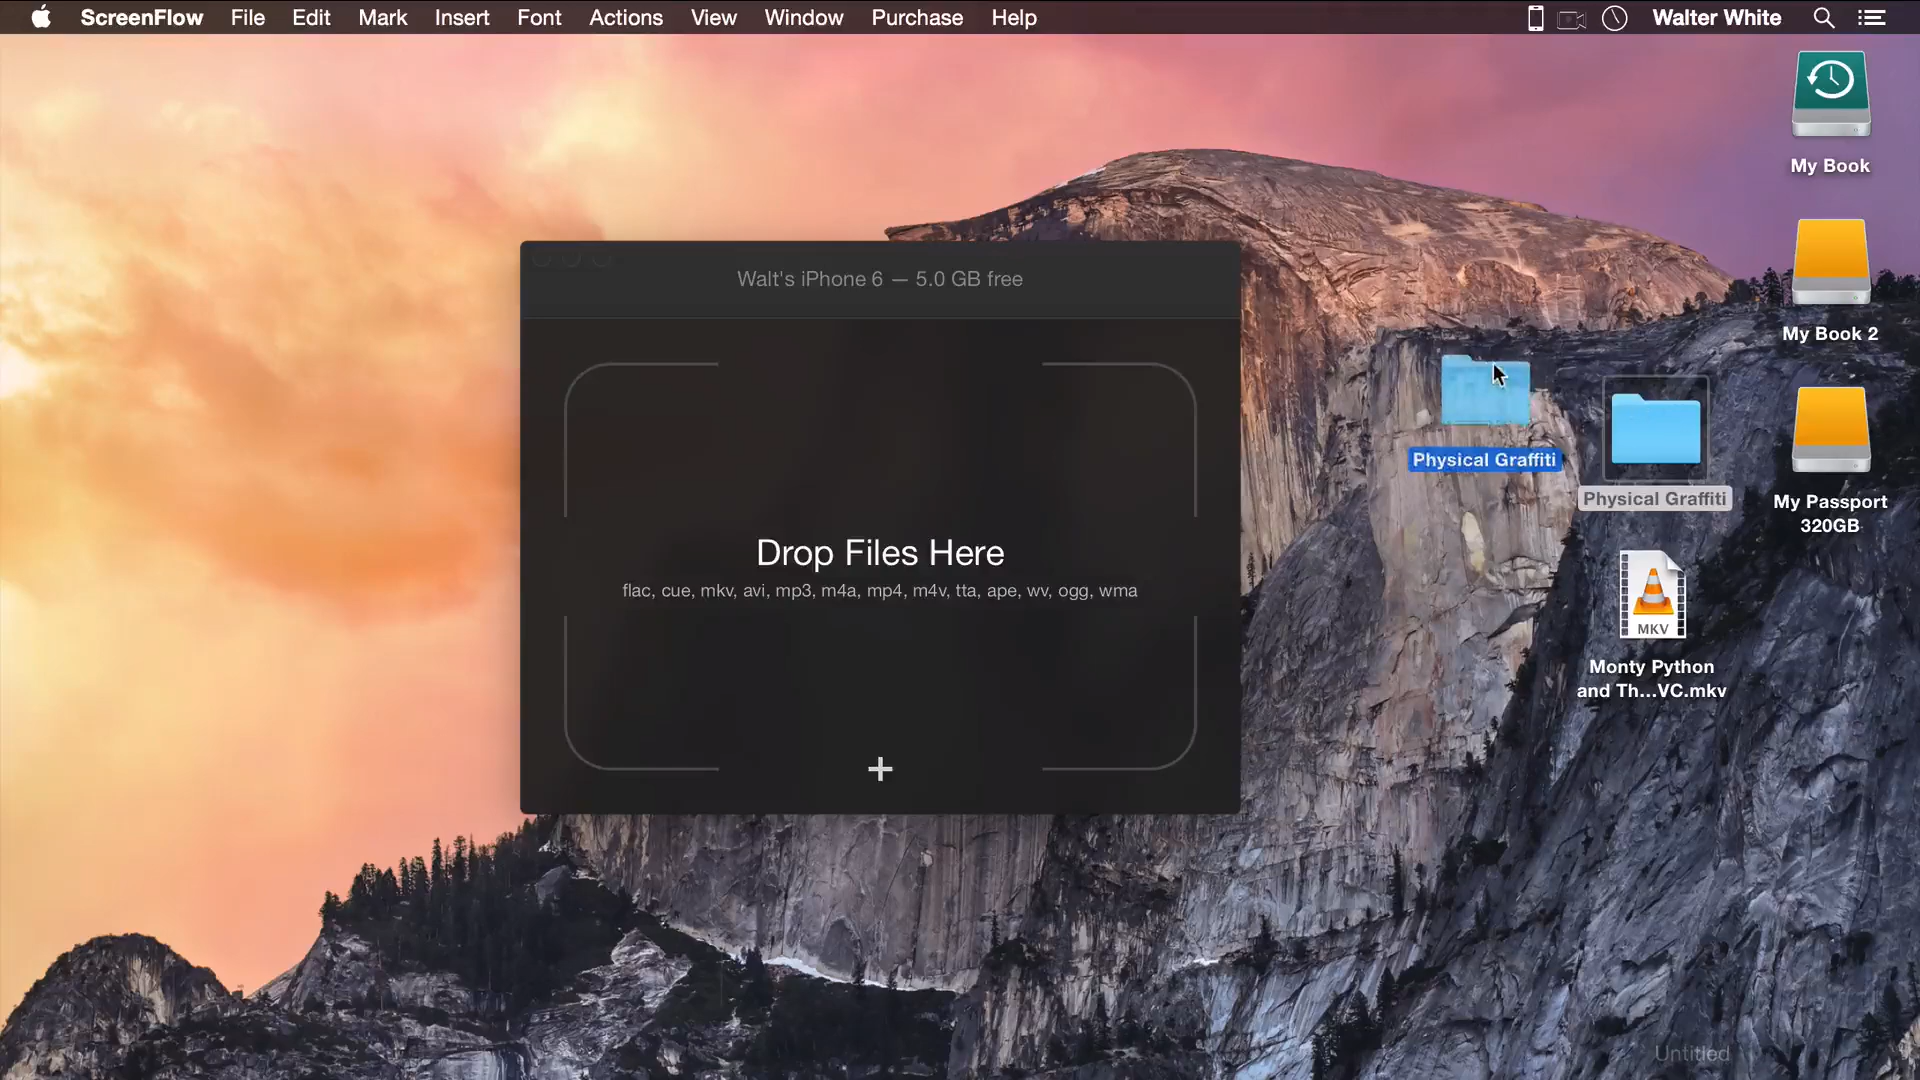 ScreenFlow File Edit Mark Insert Font Actions View Window Purchase Help Walter White
My Book
My Book 2
My Passport
320GB
Walt's iPhone 6 — 5.0 GB free
Drop Files Here
flac, cue, mkv, avi, mp3, m4a, mp4, m4v, tta, ape, wv, ogg, wma
Physical Graffiti
Physical Graffiti
MKV
Monty Python
and Th...VC.mkv
Untitled